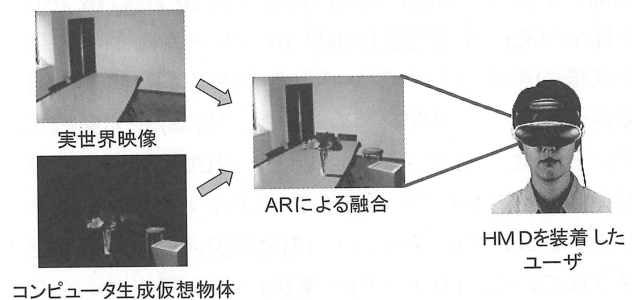 実世界映像
ARによる融合
HMDを装着した
ユーザ
コンピュータ生成仮想物体